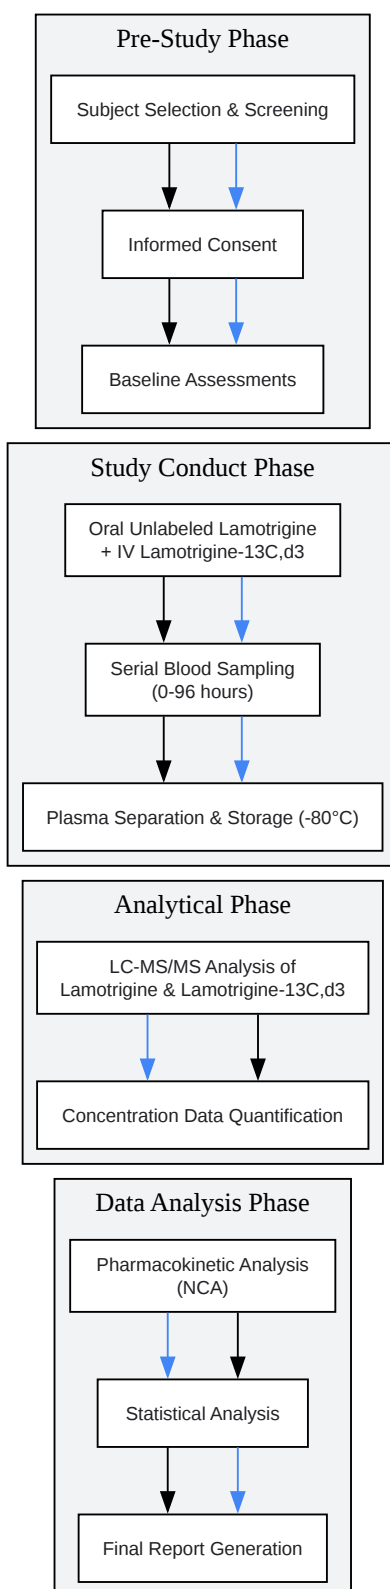 Pre-Study Phase
Subject Selection & Screening
Informed Consent
Baseline Assessments
Study Conduct Phase
Oral Unlabeled Lamotrigine
+ IV Lamotrigine-13C,d3
Serial Blood Sampling
(0-96 hours)
Plasma Separation & Storage (-80°C)
Analytical Phase
LC-MS/MS Analysis of
Lamotrigine & Lamotrigine-13C,d3
Concentration Data Quantification
Data Analysis Phase
Pharmacokinetic Analysis
(NCA)
Statistical Analysis
Final Report Generation